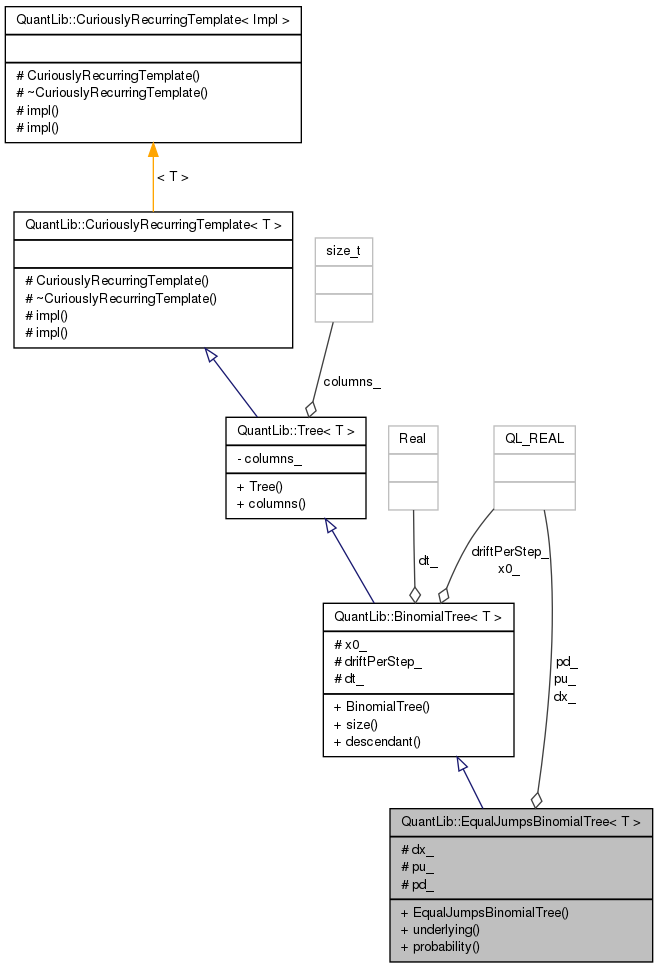 QuantLib::CuriouslyRecurringTemplate< Impl >
# CuriouslyRecurringTemplate()
# ~CuriouslyRecurringTemplate()
# impl()
# impl()
< T >
QuantLib::CuriouslyRecurringTemplate< T >
# CuriouslyRecurringTemplate()
# ~CuriouslyRecurringTemplate()
# impl()
# impl()
size_t
columns_
QuantLib::Tree< T >
- columns_
+ Tree()
+ columns()
Real
QL_REAL
dt_
driftPerStep_
x0_
QuantLib::BinomialTree< T >
# x0_
# driftPerStep_
# dt_
+ BinomialTree()
+ size()
+ descendant()
pd_
pu_
dx_
QuantLib::EqualJumpsBinomialTree< T >
# dx_
# pu_
# pd_
+ EqualJumpsBinomialTree()
+ underlying()
+ probability()